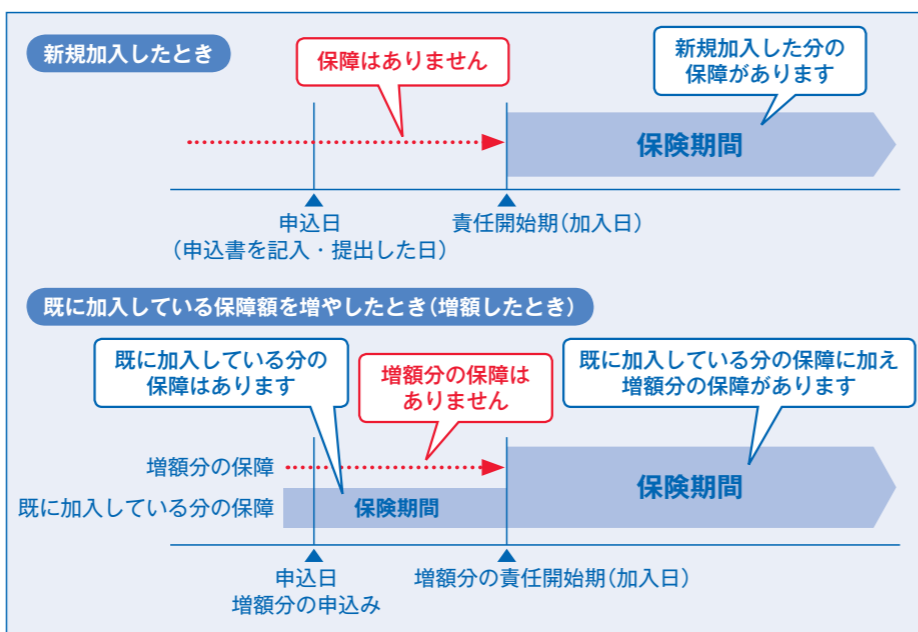 新規加入したとき
保障はありません
新規加入した分の
保障があります
保険期間
申込日
(申込書を記入・提出した日)
責任開始期(加入日)
既に加入している保障額を増やしたとき(増額したとき)
既に加入している分の
保障はあります
増額分の保障は
ありません
既に加入している分の保障に加え
増額分の保障があります
増額分の保障
保険期間
既に加入している分の保障
保険期間
申込日
増額分の申込み
増額分の責任開始期(加入日)